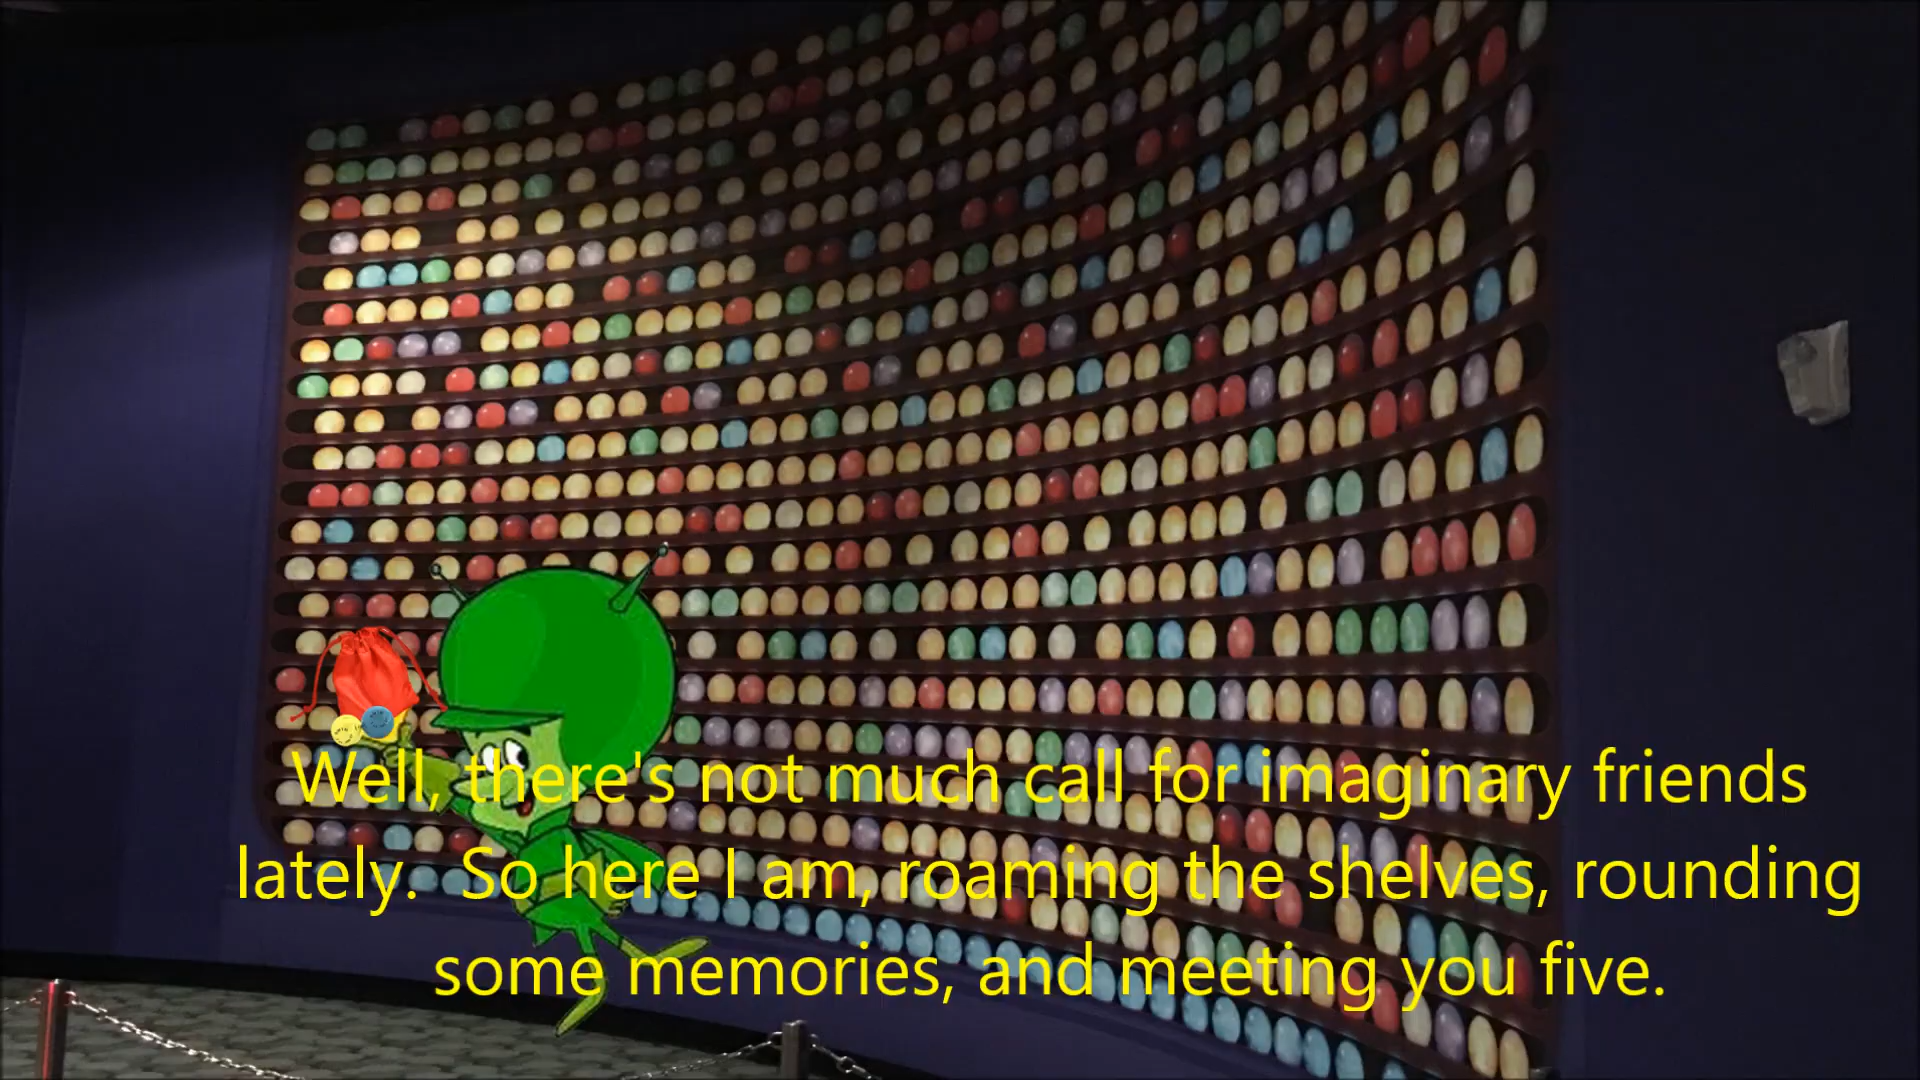 Well, there's not much call for imaginary friends
lately.  So here I am, roaming the shelves, rounding
some memories, and meeting you five.